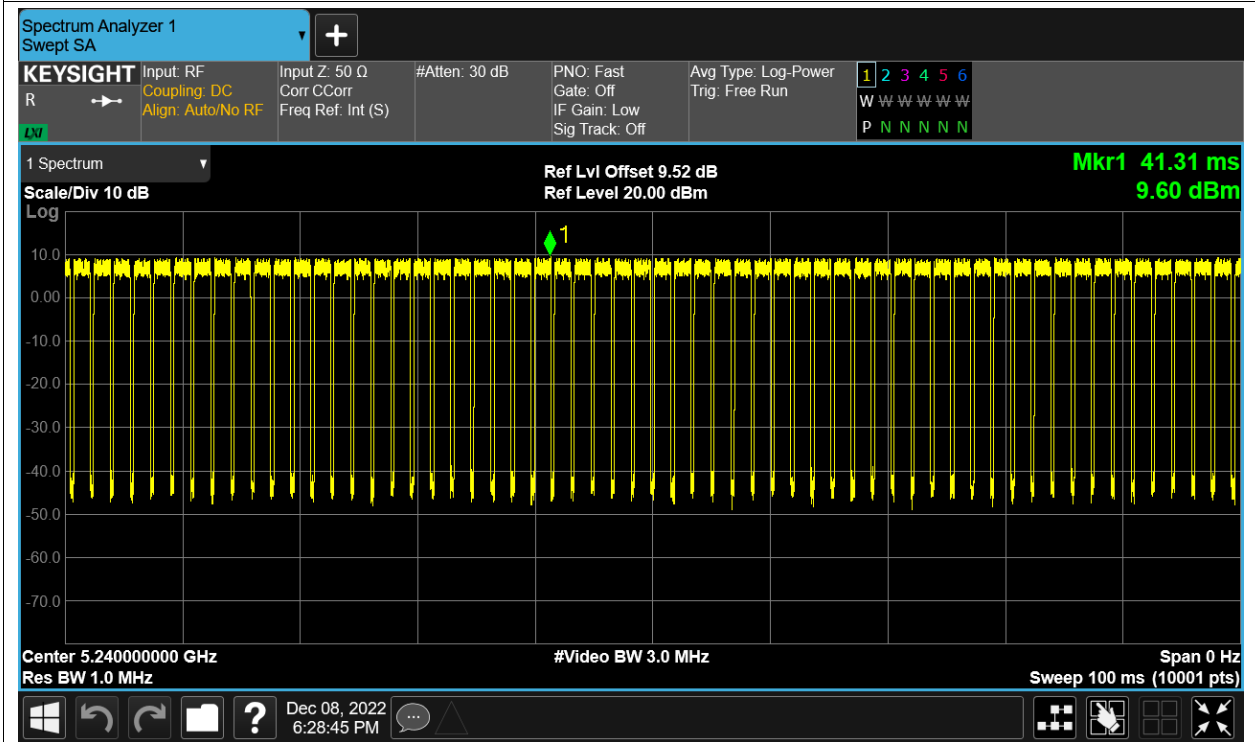 Spectrum Analyzer 1
Swept SA
+
KEYSIGHT
R
LXI
Input: RF
Coupling: DC
Align: Auto/No RF
Input Z: 50 Ω
Corr CCorr
Freq Ref: Int (S)
#Atten: 30 dB
PNO: Fast
Gate: Off
IF Gain: Low
Sig Track: Off
Avg Type: Log-Power
Trig: Free Run
1 2 3 4 5 6
W W W W W W
P N N N N N
1 Spectrum
Scale/Div 10 dB
Log
Ref Lvl Offset 9.52 dB
Ref Level 20.00 dBm
Mkr1 41.31 ms
9.60 dBm
1
10.0
0.00
-10.0
-20.0
-30.0
-40.0
-50.0
-60.0
-70.0
Center 5.240000000 GHz
Res BW 1.0 MHz
#Video BW 3.0 MHz
Span 0 Hz
Sweep 100 ms (10001 pts)
?
Dec 08, 2022
6:28:45 PM